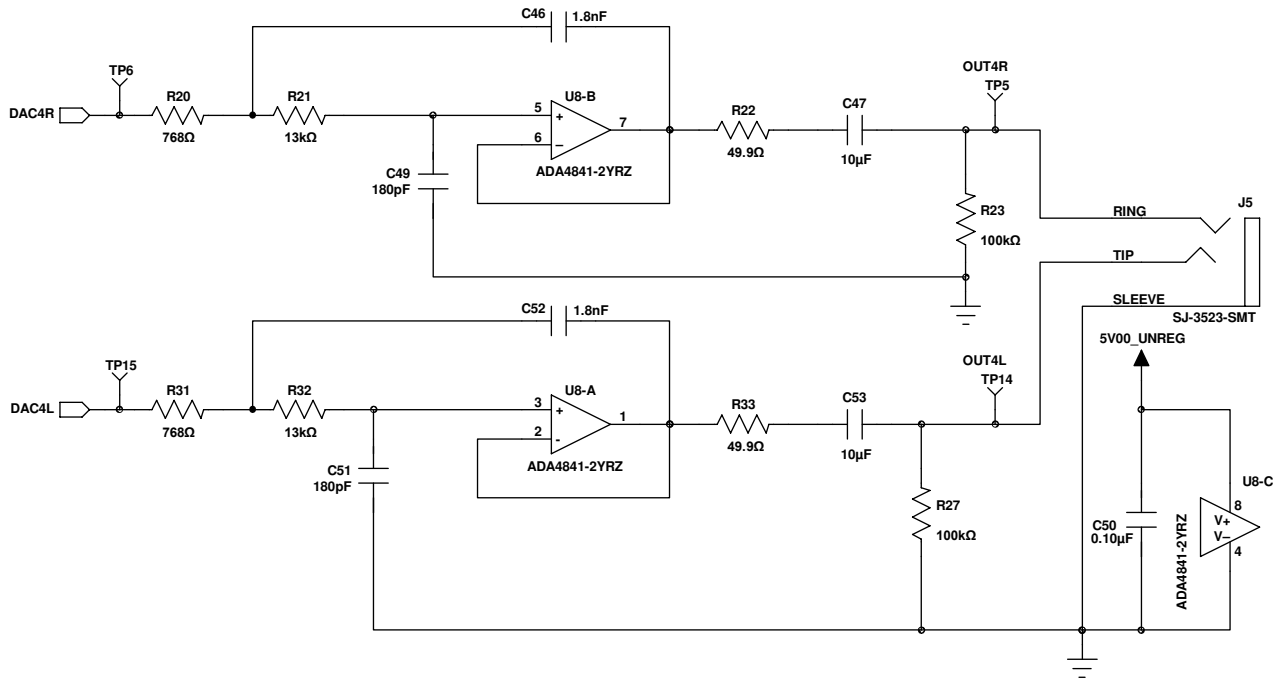 C46
1.8nF
OUT4R
TP6
TP5
DAC4R
R20
768Ω
R21
13kΩ
U8-B
5
+
6
–
7
ADA4841-2YRZ
R22
49.9Ω
C47
10µF
C49
180pF
R23
100kΩ
RING
J5
TIP
SLEEVE
SJ-3523-SMT
C52
1.8nF
5V00_UNREG
TP15
OUT4L
TP14
DAC4L
R31
768Ω
R32
13kΩ
U8-A
3
+
2
-
1
ADA4841-2YRZ
R33
49.9Ω
C53
10µF
C51
180pF
R27
100kΩ
C50
0.10µF
ADA4841-2YRZ
U8-C
8
V+
V–
4